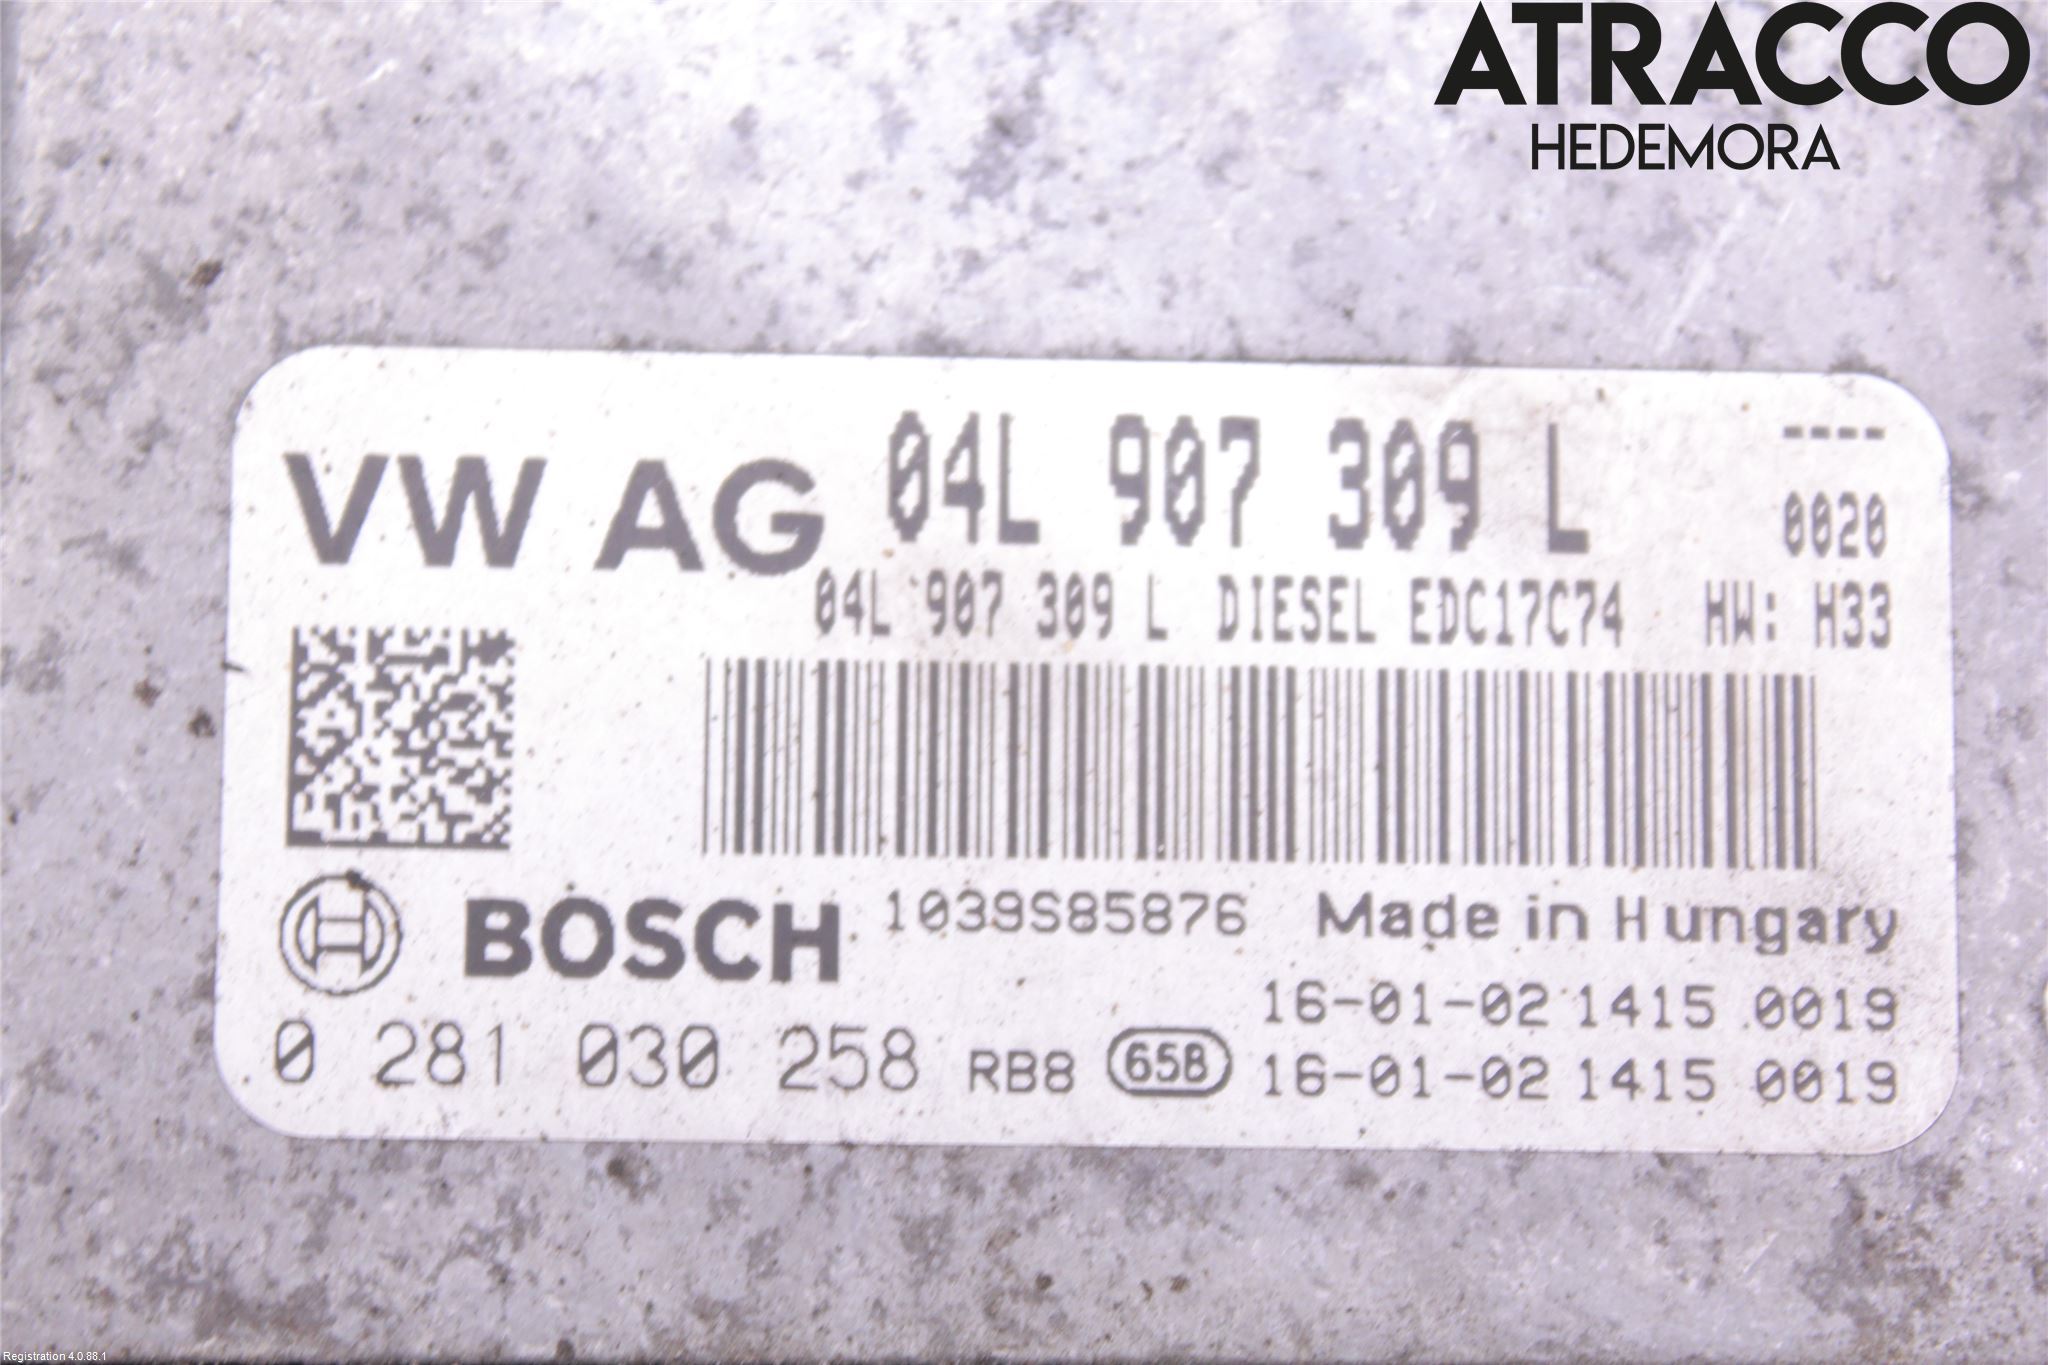 ATRACCO
HEDEMORA
VW AG 04L 907 309 L ----
0020
04L 907 309 L DIESEL EDC17C74 HW: H33
BOSCH 1039S85876 Made in Hungary
16-01-02 1415 0019
0 281 030 258 RB8 65B 16-01-02 1415 0019
Registration 4.0.88.1